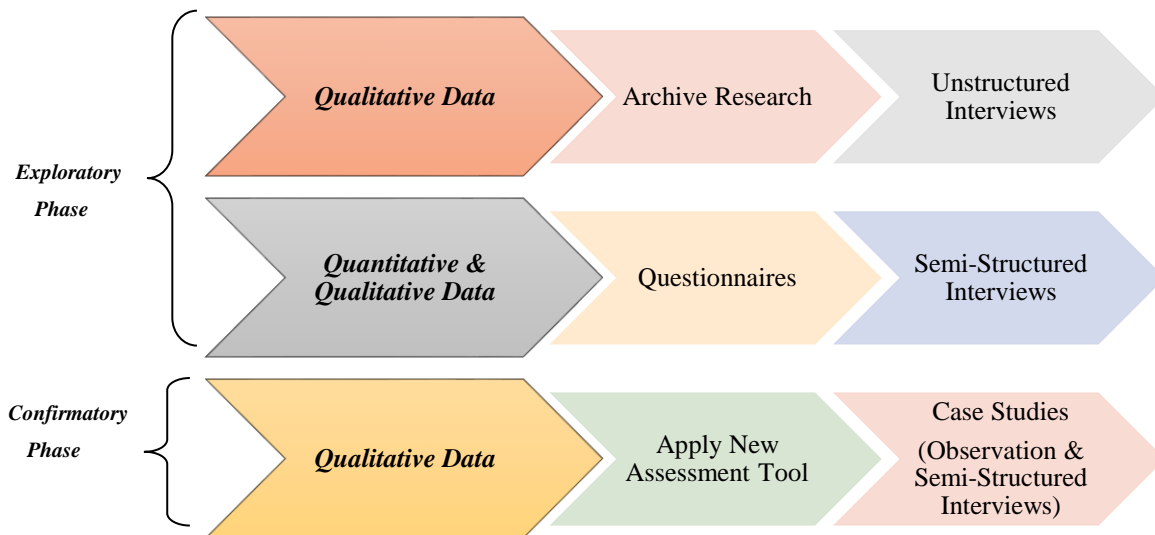 Exploratory
Phase
Qualitative Data
Archive Research
Unstructured
Interviews
Quantitative &
Qualitative Data
Questionnaires
Semi-Structured
Interviews
Confirmatory
Phase
Qualitative Data
Apply New
Assessment Tool
Case Studies
(Observation &
Semi-Structured
Interviews)